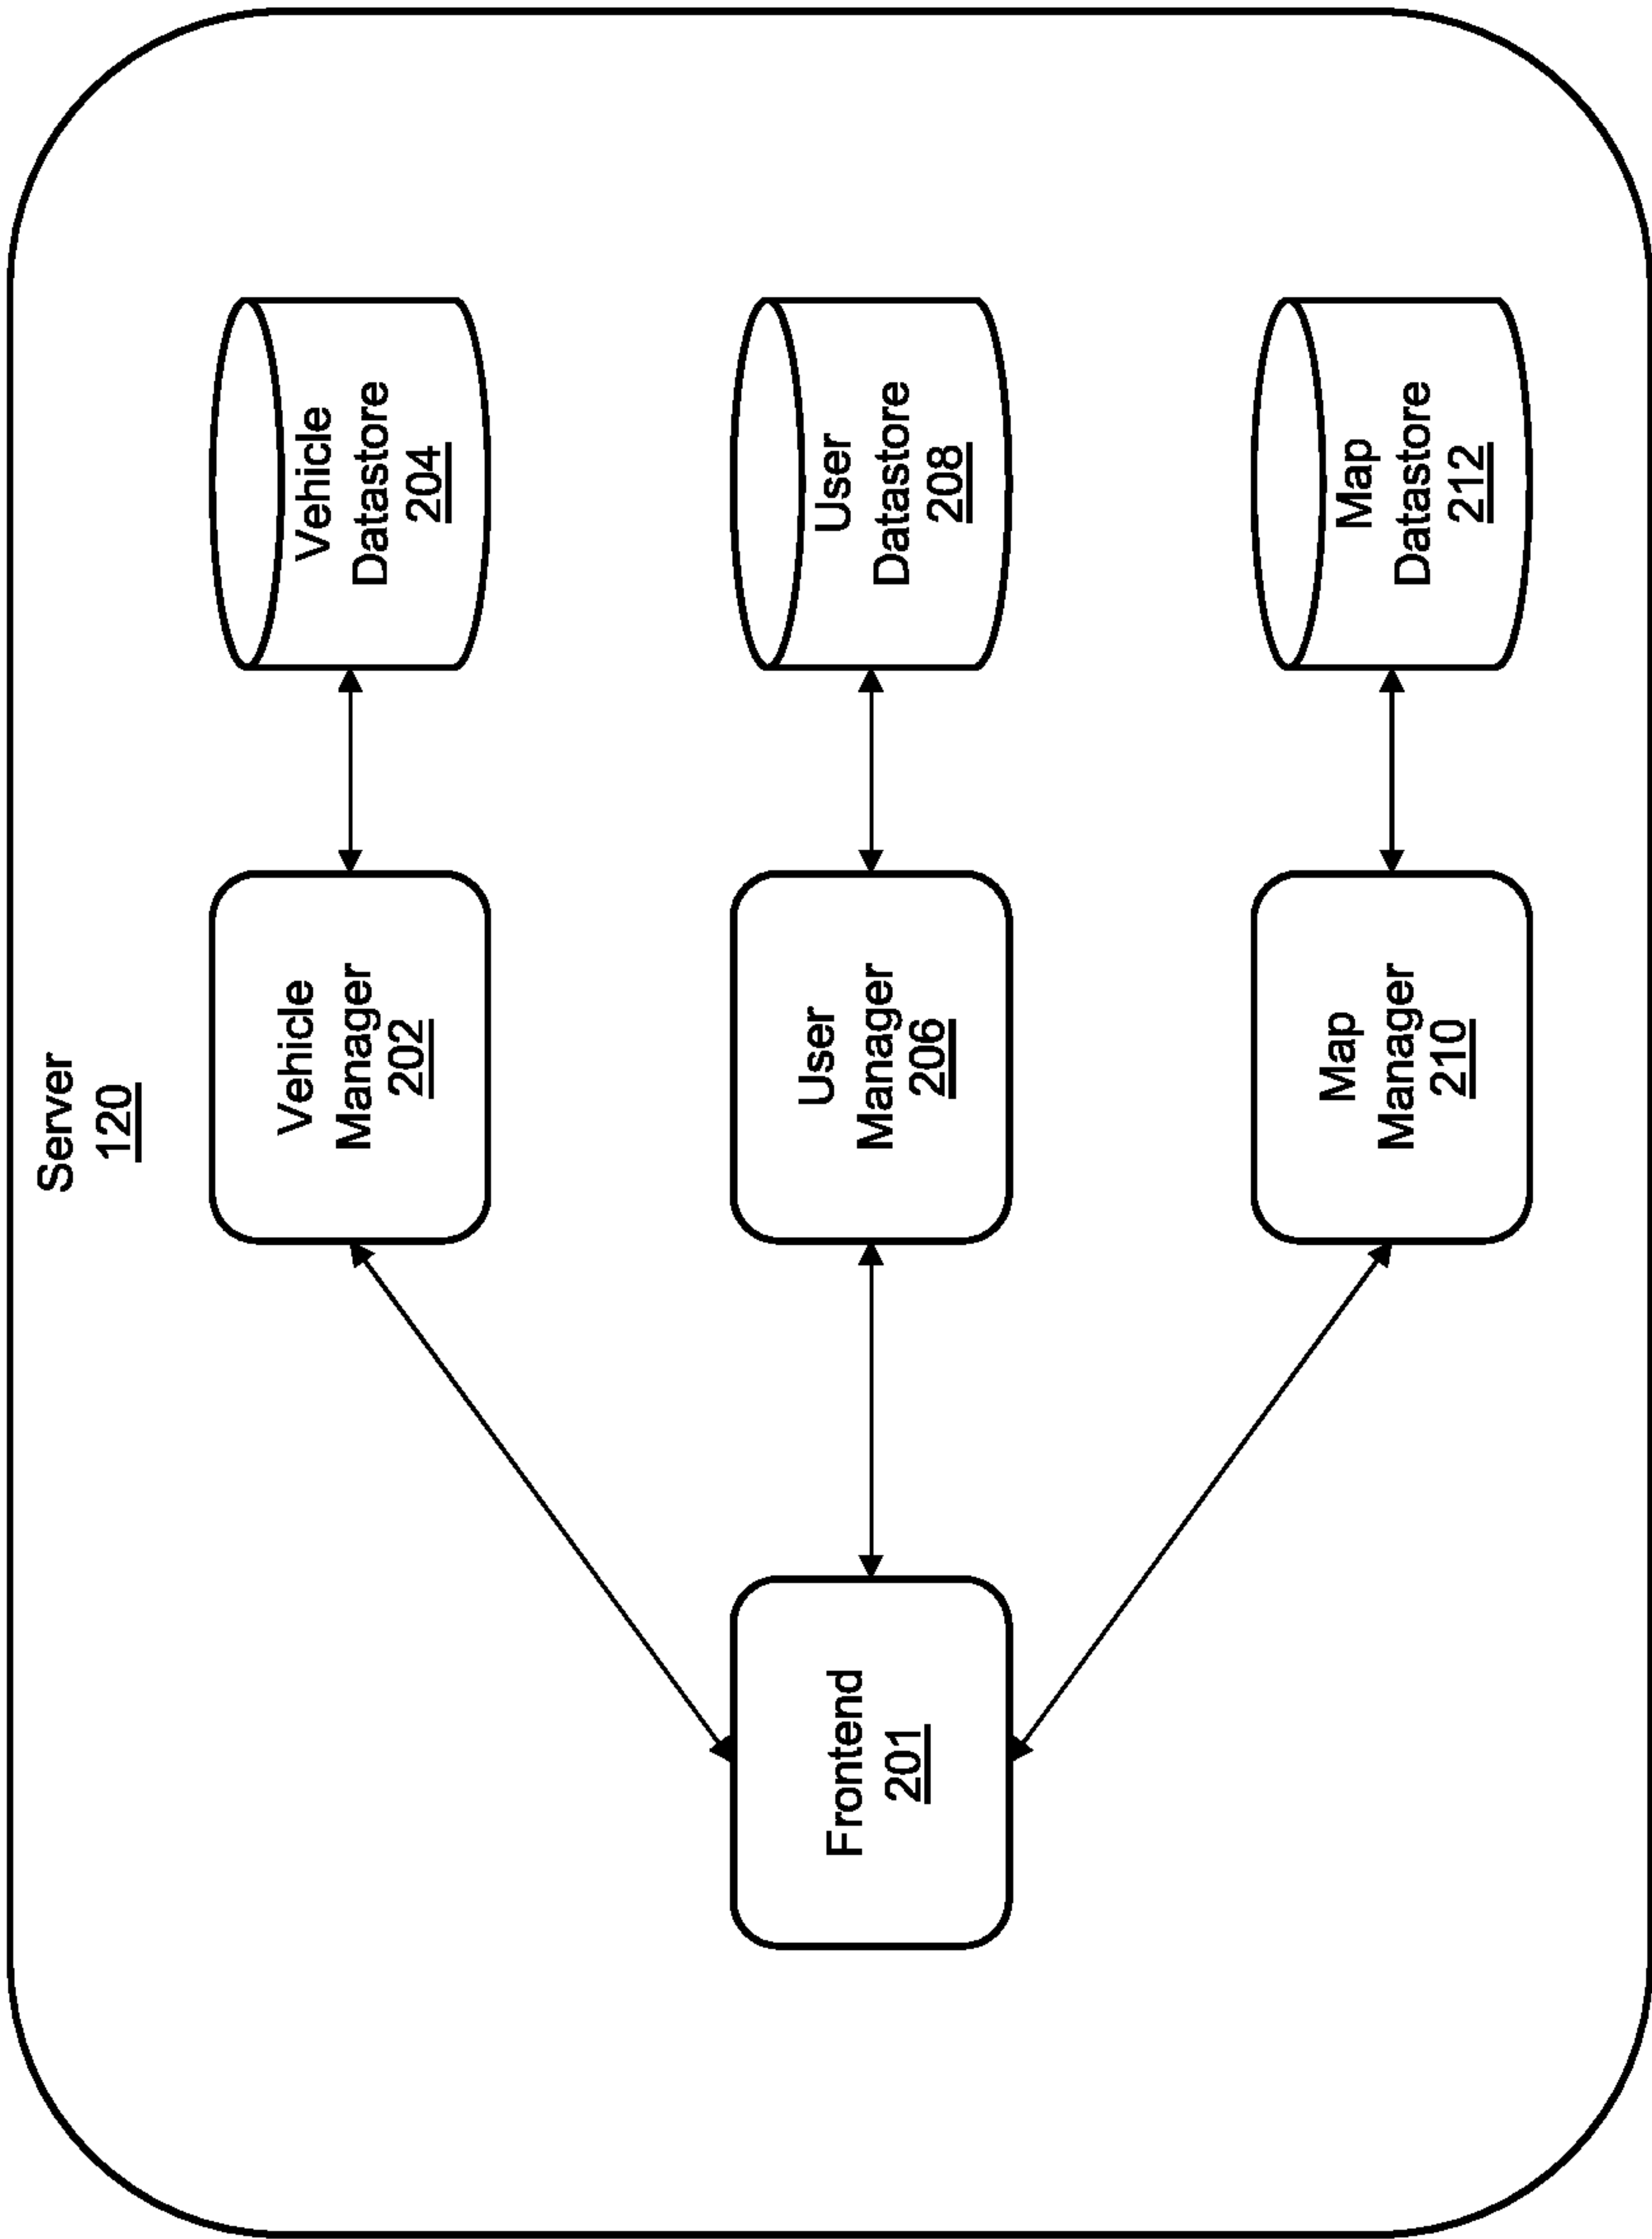 Server
120
Vehicle
Manager
202
Vehicle
Datastore
204
Frontend
201
User
Manager
206
User
Datastore
208
Map
Manager
210
Map
Datastore
212